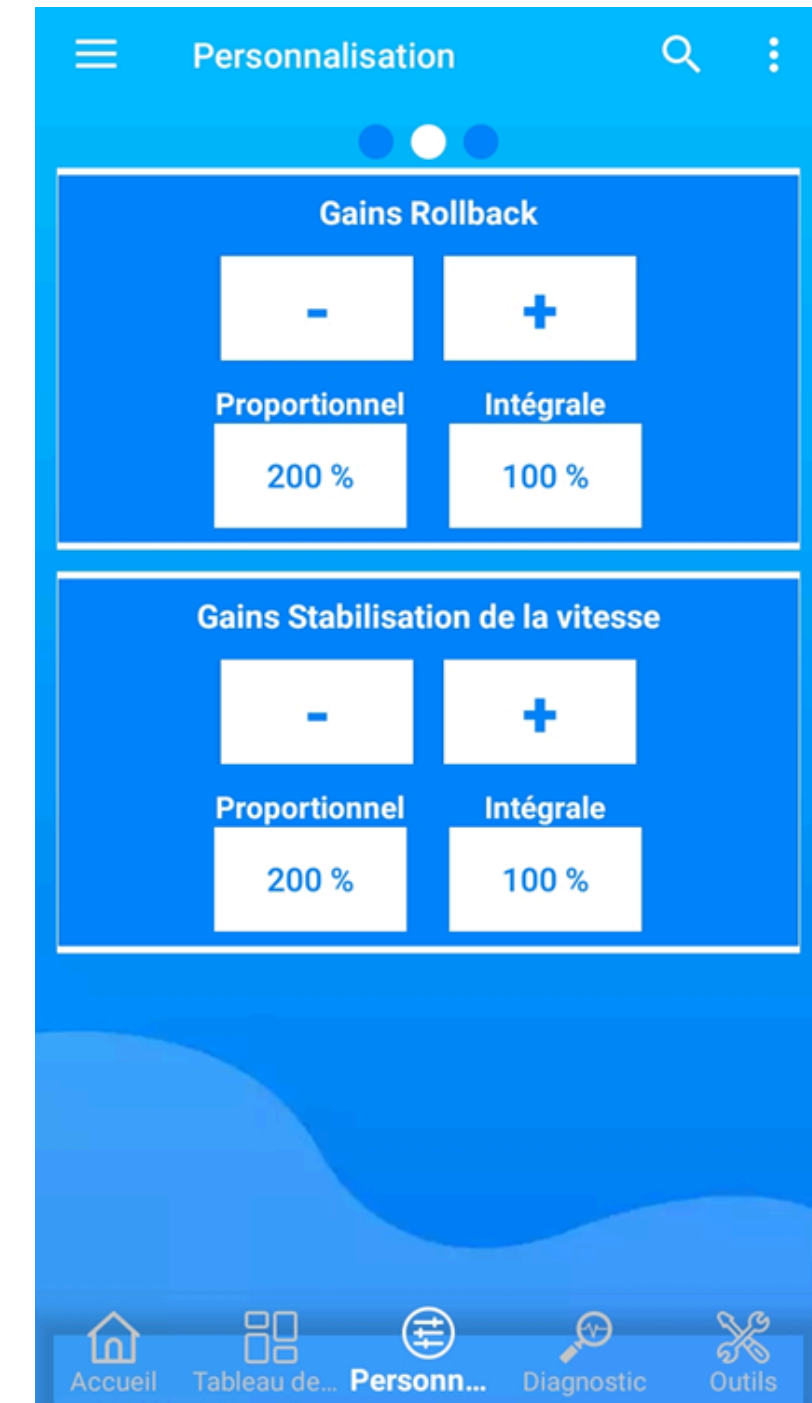 Personnalisation
Gains Rollback
- +
Proportionnel Intégrale
200 % 100 %
Gains Stabilisation de la vitesse
- +
Proportionnel Intégrale
200 % 100 %
Accueil Tableau de... Personn... Diagnostic Outils